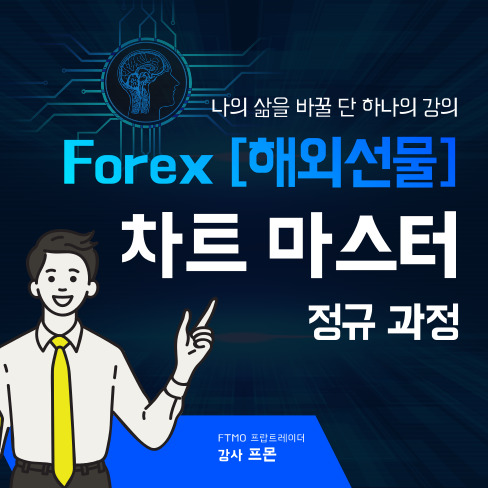 나의 삶을 바꿀 단 하나의 강의
Forex [해외선물]
차트 마스터
정규 과정
FTMO 프랍트레이더
감사 프몬